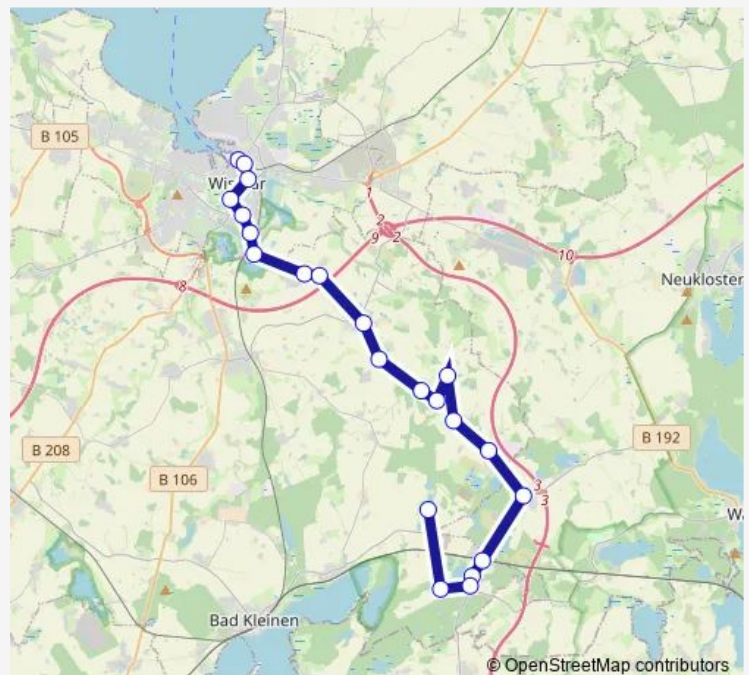 B 105
Wismar
1
2
9
2
10
Neukloster
8
B 208
B 192
B 106
3
3
Bad Kleinen
© OpenStreetMap contributors